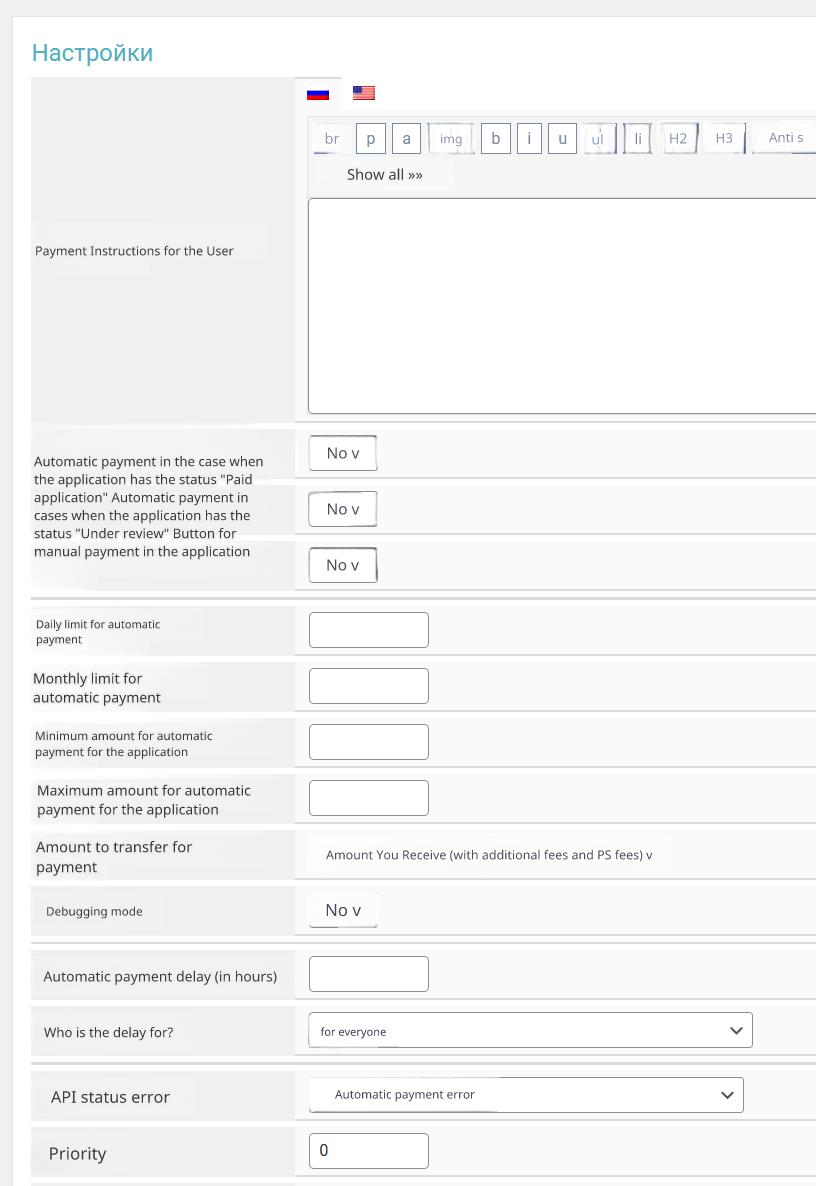 Настройки
br p a img b i u ul li H2 H3 Anti s
Show all »»
Payment Instructions for the User
Automatic payment in the case when
the application has the status "Paid
application" Automatic payment in
cases when the application has the
status "Under review" Button for
manual payment in the application
No v
No v
No v
Daily limit for automatic
payment
Monthly limit for
automatic payment
Minimum amount for automatic
payment for the application
Maximum amount for automatic
payment for the application
Amount to transfer for
payment
Amount You Receive (with additional fees and PS fees) v
Debugging mode
No v
Automatic payment delay (in hours)
Who is the delay for?
for everyone
API status error
Automatic payment error
Priority
0